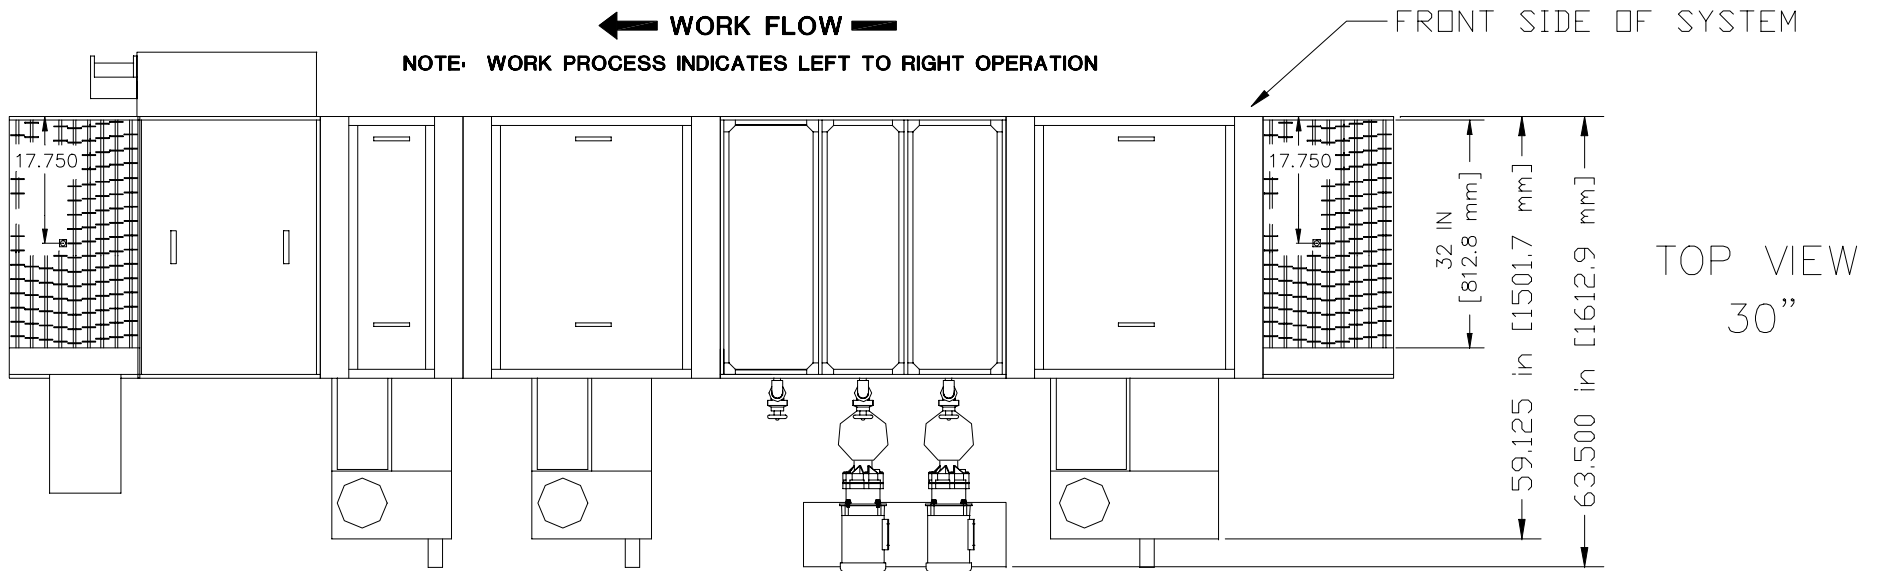 WORK FLOW
FRONT SIDE OF SYSTEM
NOTE: WORK PROCESS INDICATES LEFT TO RIGHT OPERATION
17.750
17.750
32 IN
[812.8 mm]
59.125 in [1501.7 mm]
63.500 in [1612.9 mm]
TOP VIEW
30"